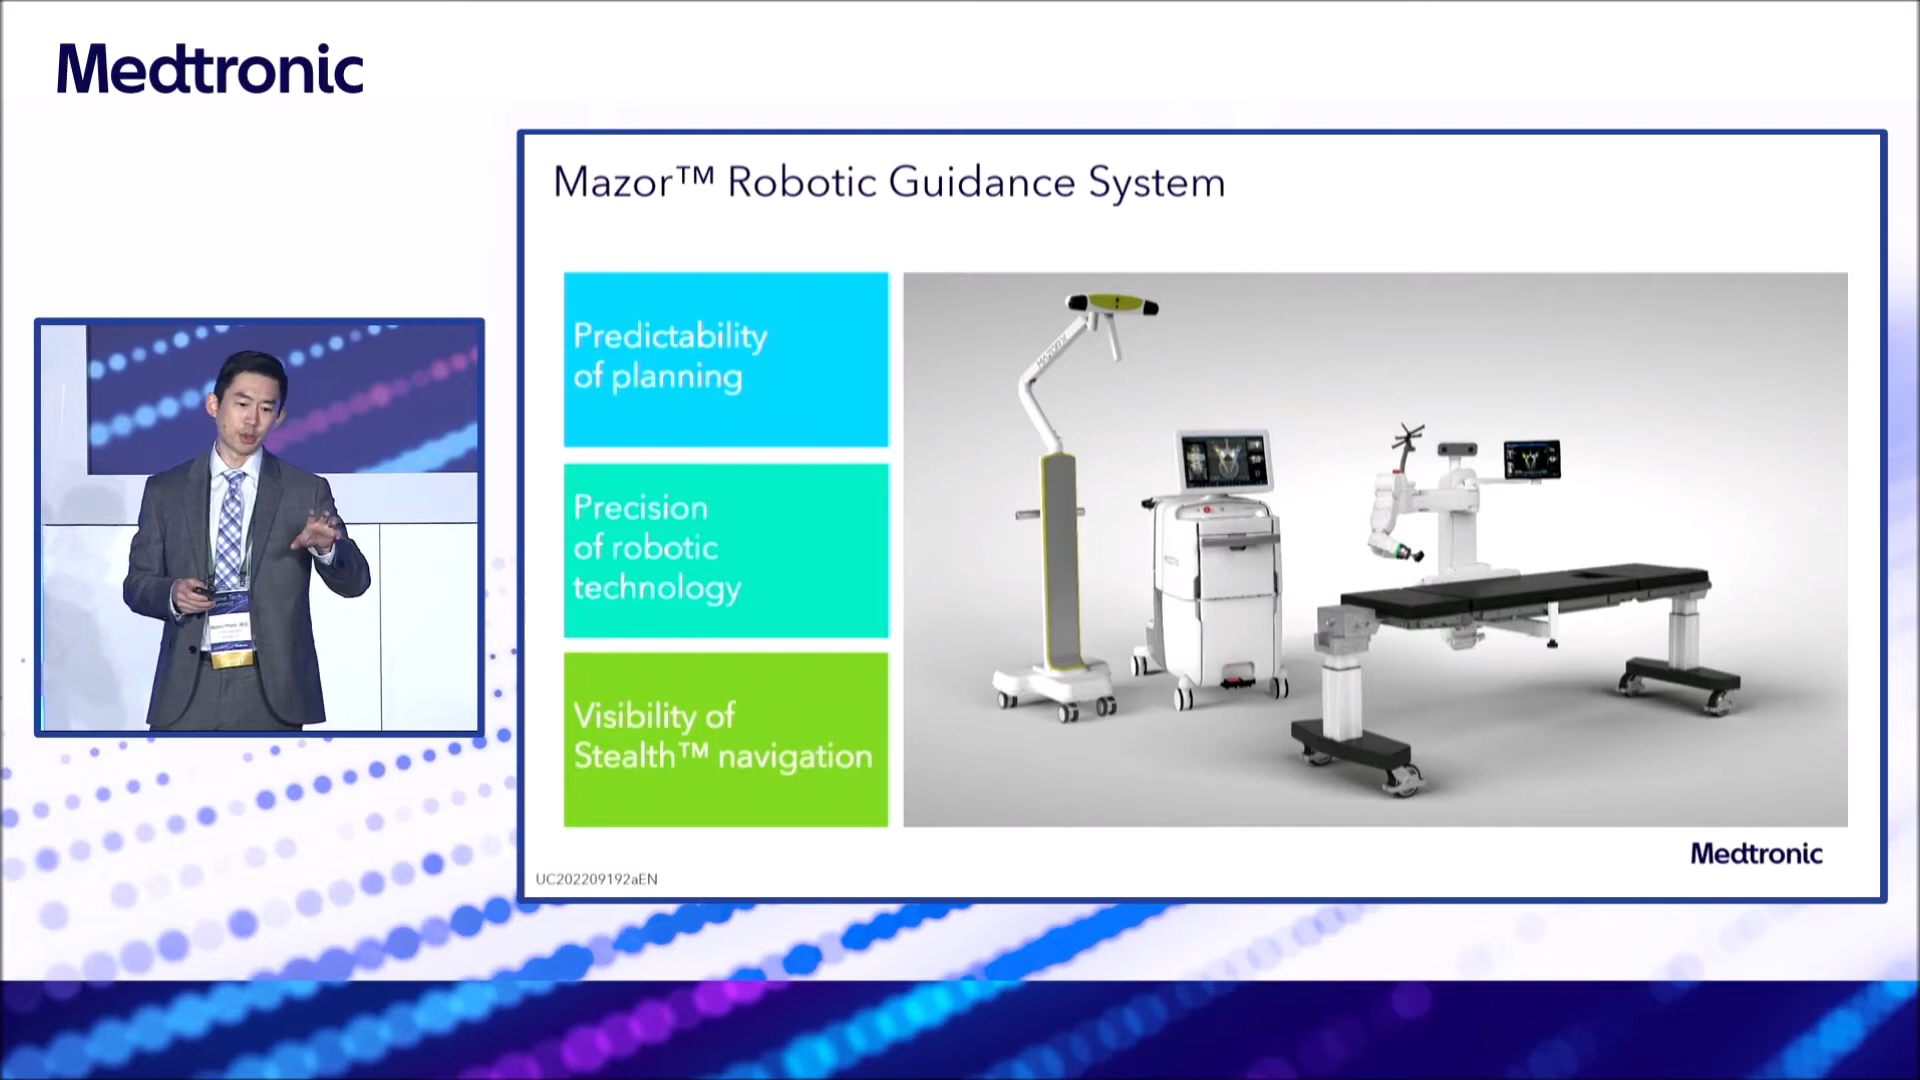 Medtronic
Mazor™ Robotic Guidance System
Predictability
of planning
Precision
of robotic
technology
Visibility of
Stealth™ navigation
Medtronic
UC202209192aEN